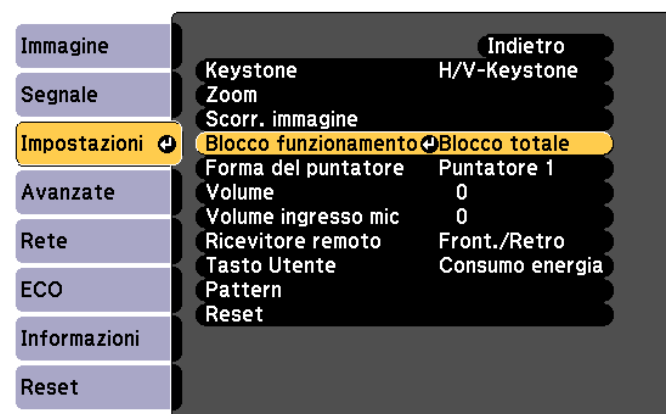 Immagine
Segnale
Impostazioni
Avanzate
Rete
ECO
Informazioni
Reset
Indietro
Keystone H/V-Keystone
Zoom
Scorr. immagine
Blocco funzionamento Blocco totale
Forma del puntatore Puntatore 1
Volume 0
Volume ingresso mic 0
Ricevitore remoto Front./Retro
Tasto Utente Consumo energia
Pattern
Reset